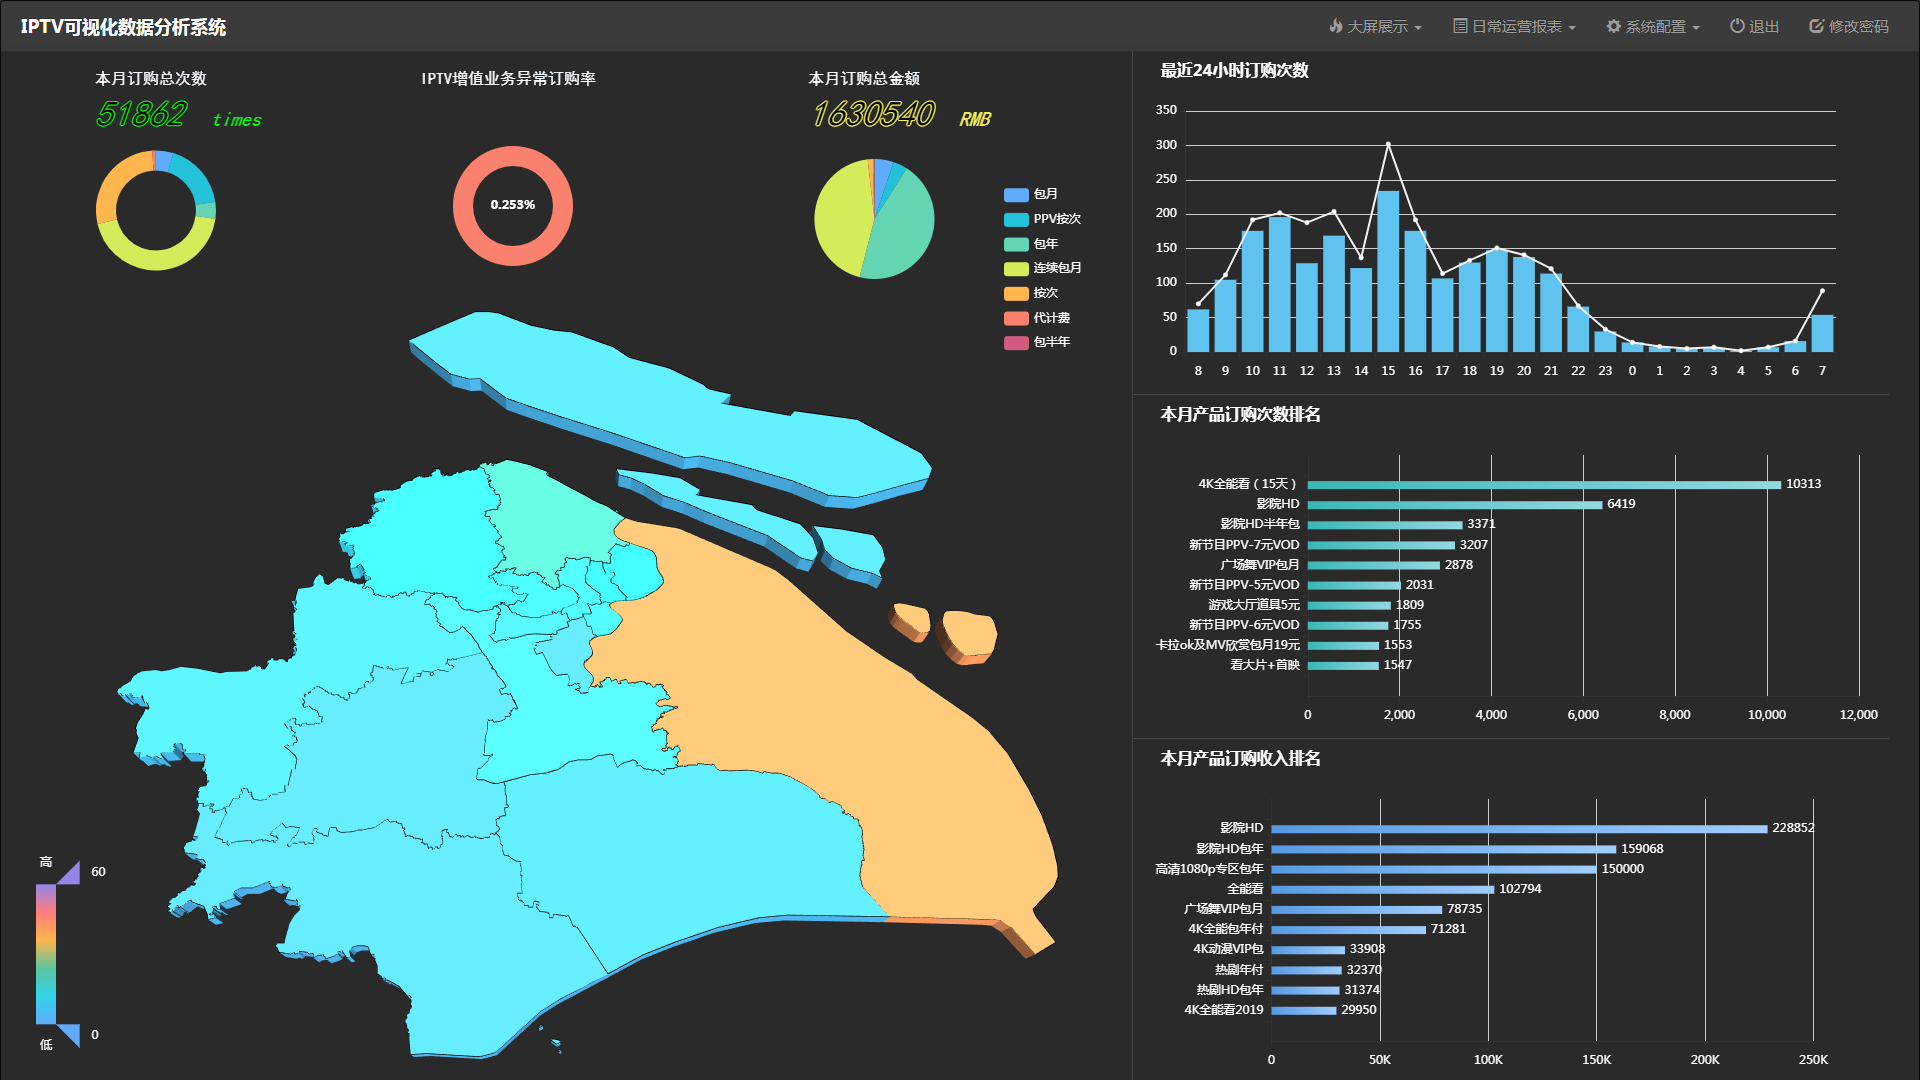 IPTV可视化数据分析系统
大屏展示
日常运营报表
系统配置
退出
修改密码
本月订购总次数
51862 times
IPTV增值业务异常订购率
0.253%
本月订购总金额
1630540 RMB
包月
PPV按次
包年
连续包月
按次
代计费
包半年
高
60
0
低
最近24小时订购次数
350
300
250
200
150
100
50
0
8 9 10 11 12 13 14 15 16 17 18 19 20 21 22 23 0 1 2 3 4 5 6 7
本月产品订购次数排名
4K全能看（15天） 10313
影院HD 6419
影院HD半年包 3371
新节目PPV-7元VOD 3207
广场舞VIP包月 2878
新节目PPV-5元VOD 2031
游戏大厅道具5元 1809
新节目PPV-6元VOD 1755
卡拉ok及MV欣赏包月19元 1553
看大片+首映 1547
0 2,000 4,000 6,000 8,000 10,000 12,000
本月产品订购收入排名
影院HD 228852
影院HD包年 159068
高清1080p专区包年 150000
全能看 102794
广场舞VIP包月 78735
4K全能包年付 71281
4K动漫VIP包 33908
热剧年付 32370
热剧HD包年 31374
4K全能看2019 29950
0 50K 100K 150K 200K 250K